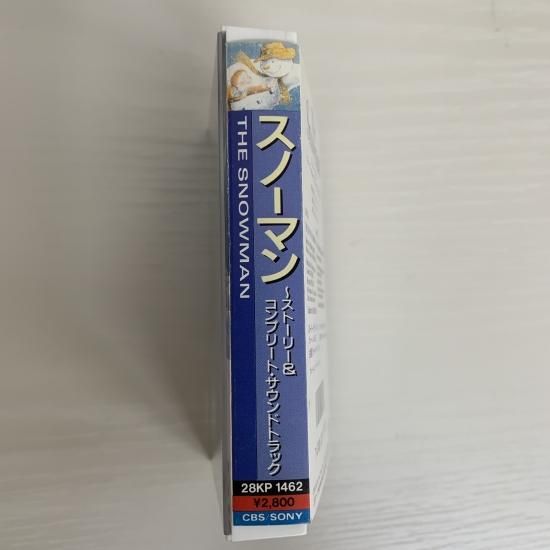 スノーマン
THE SNOWMAN
～ストーリー&
コンプリート・サウンドトラック
28KP 1462
¥2,800
CBS/SONY